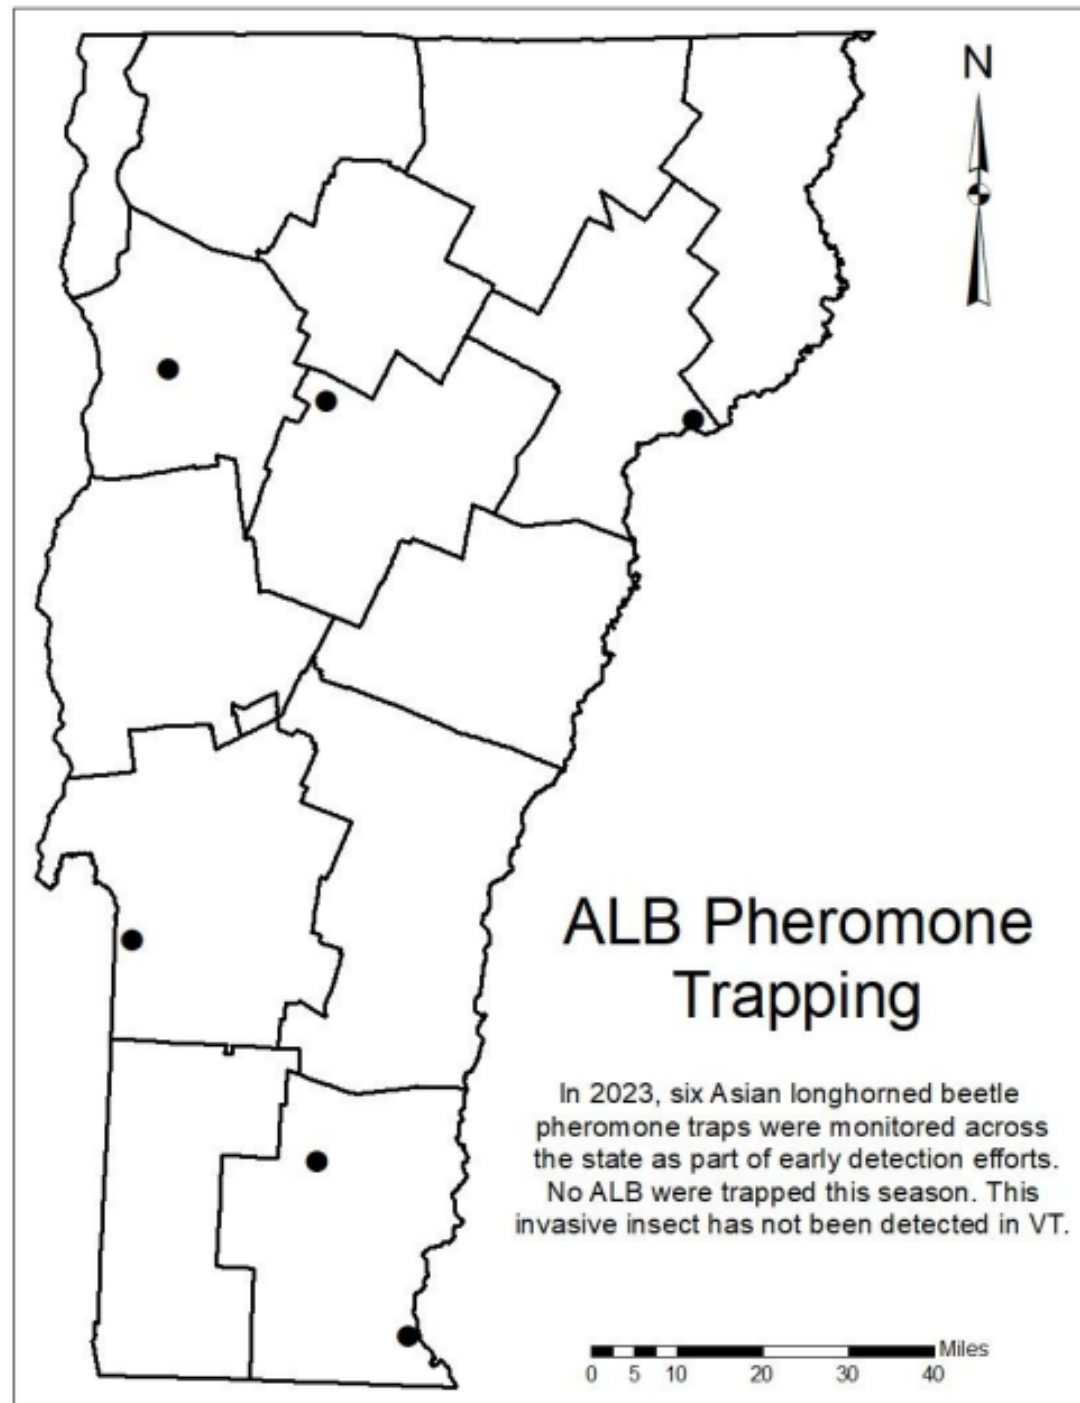 N
ALB Pheromone
Trapping
In 2023, six Asian longhorned beetle
pheromone traps were monitored across
the state as part of early detection efforts.
No ALB were trapped this season. This
invasive insect has not been detected in VT.
Miles
0 5 10 20 30 40